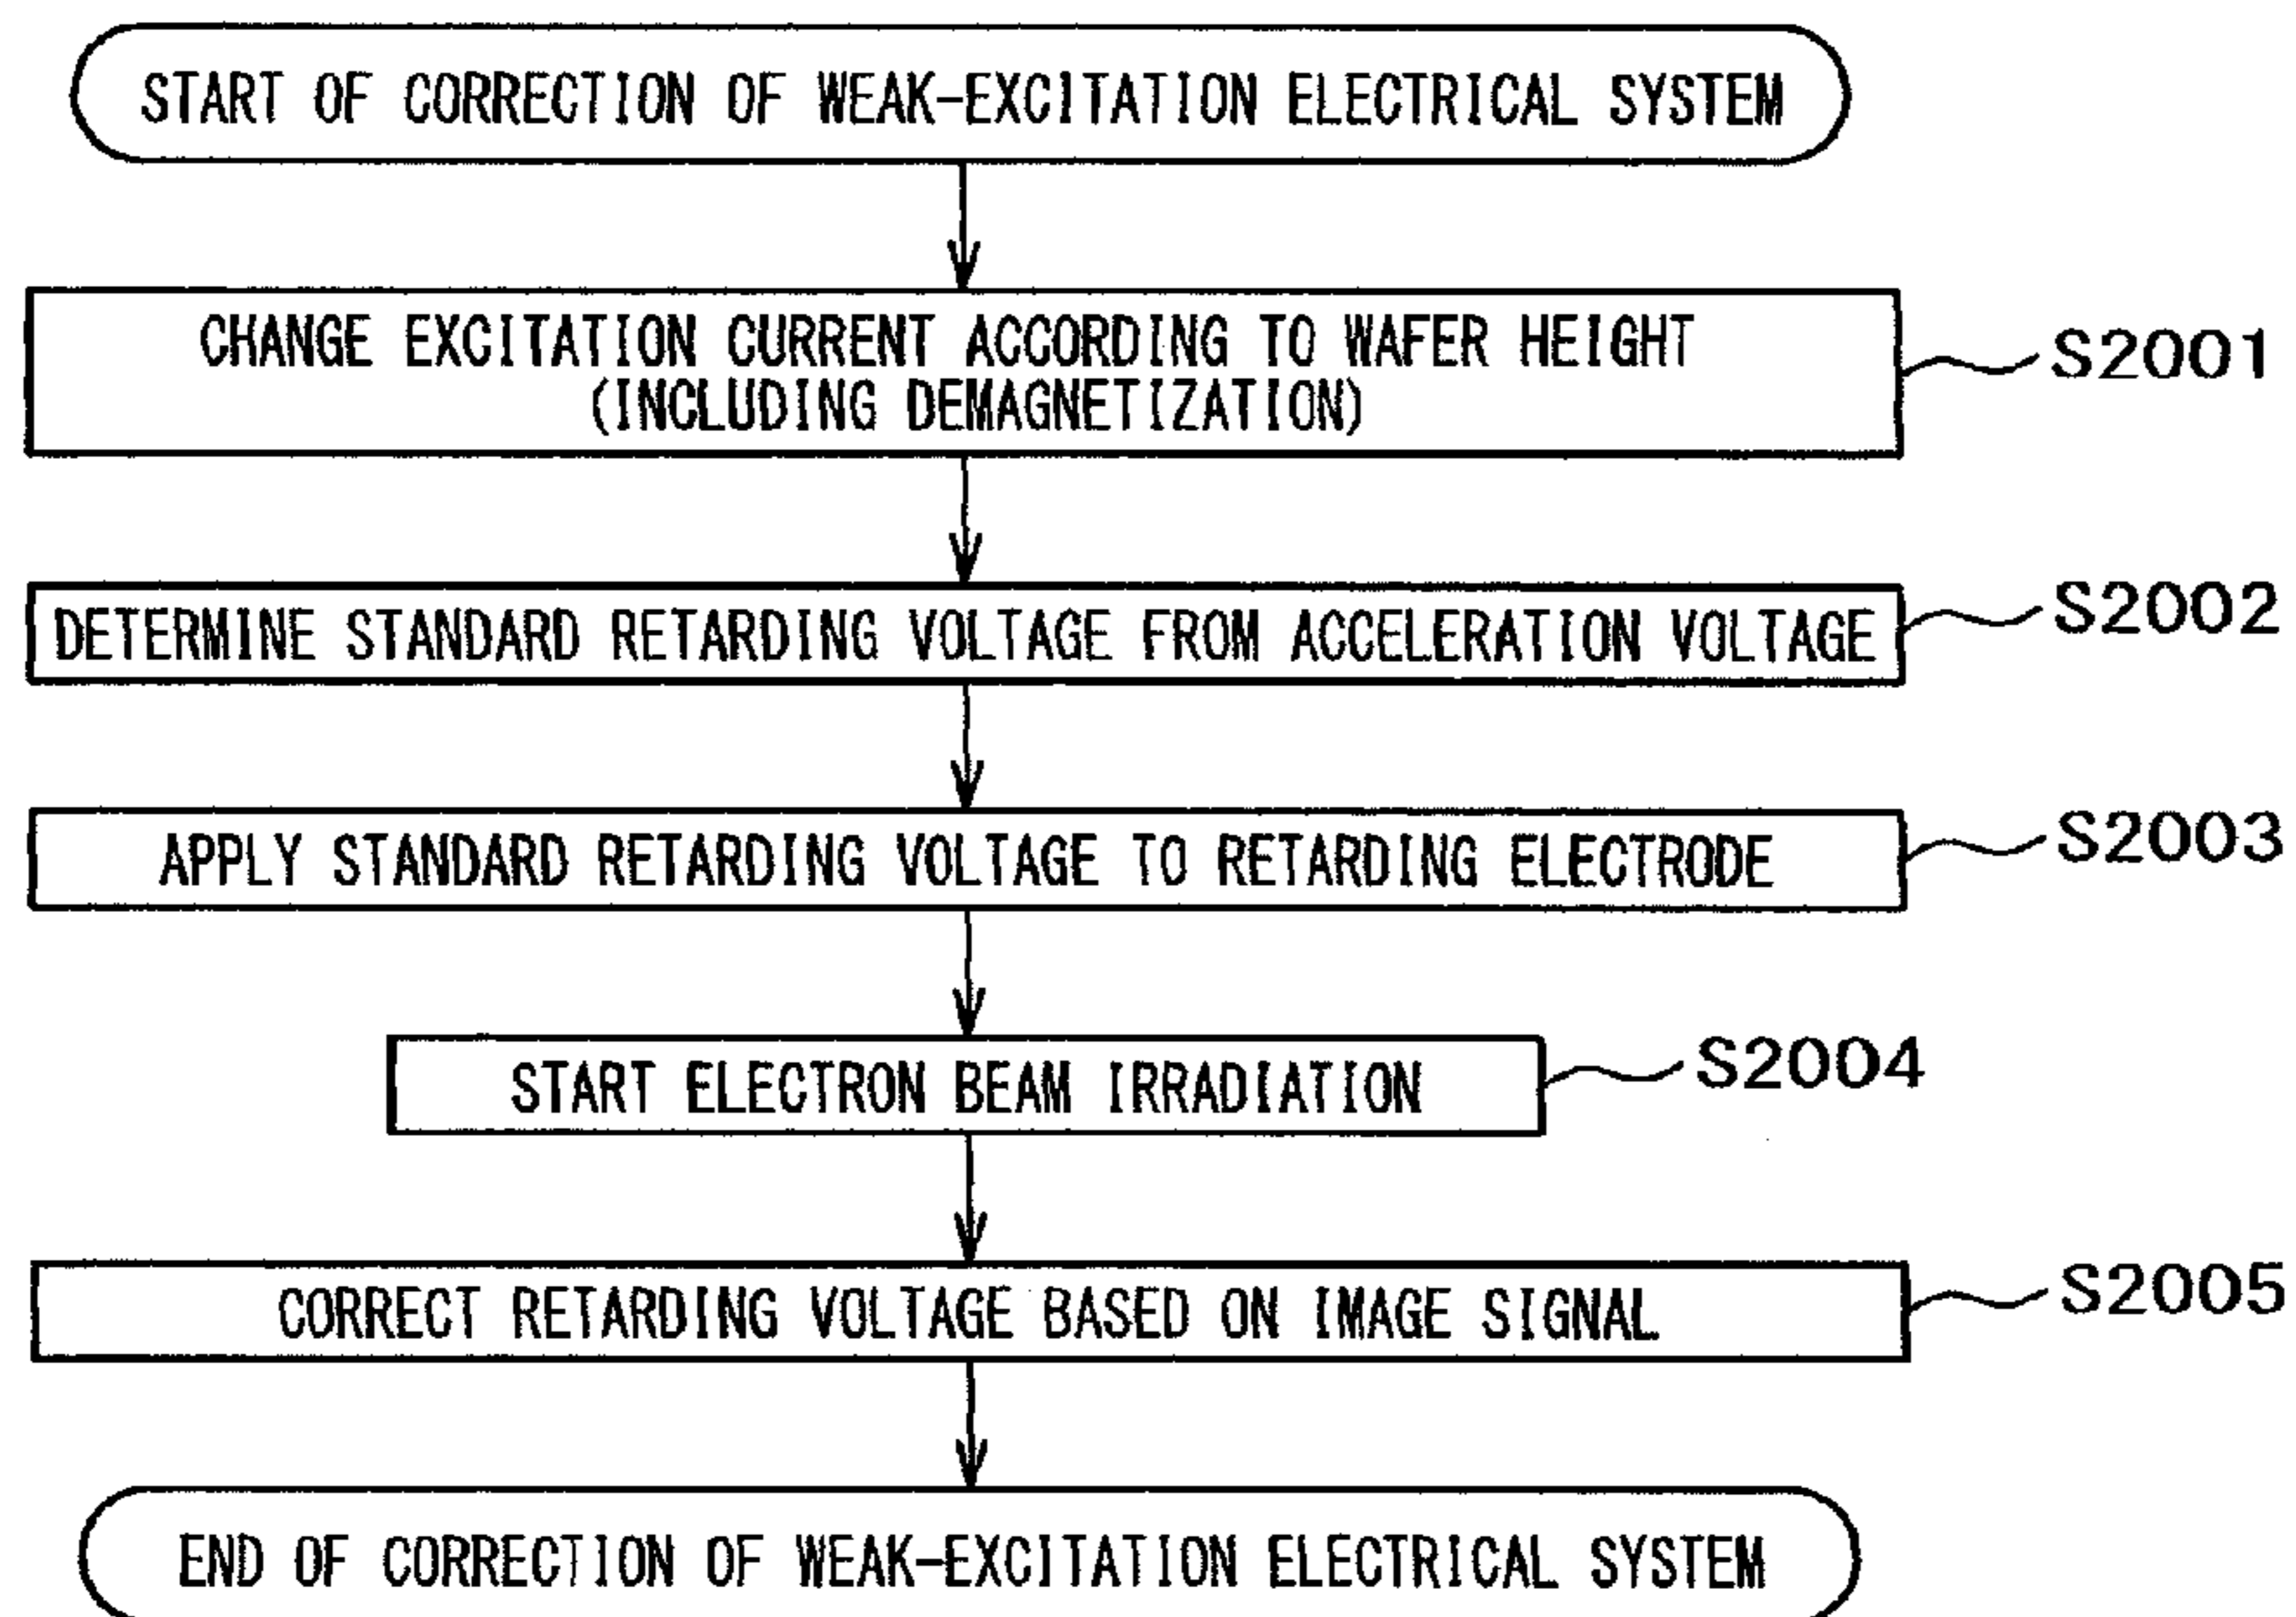 START OF CORRECTION OF WEAK-EXCITATION ELECTRICAL SYSTEM
CHANGE EXCITATION CURRENT ACCORDING TO WAFER HEIGHT
(INCLUDING DEMAGNETIZATION)
S2001
DETERMINE STANDARD RETARDING VOLTAGE FROM ACCELERATION VOLTAGE
S2002
APPLY STANDARD RETARDING VOLTAGE TO RETARDING ELECTRODE
S2003
START ELECTRON BEAM IRRADIATION
S2004
CORRECT RETARDING VOLTAGE BASED ON IMAGE SIGNAL
S2005
END OF CORRECTION OF WEAK-EXCITATION ELECTRICAL SYSTEM